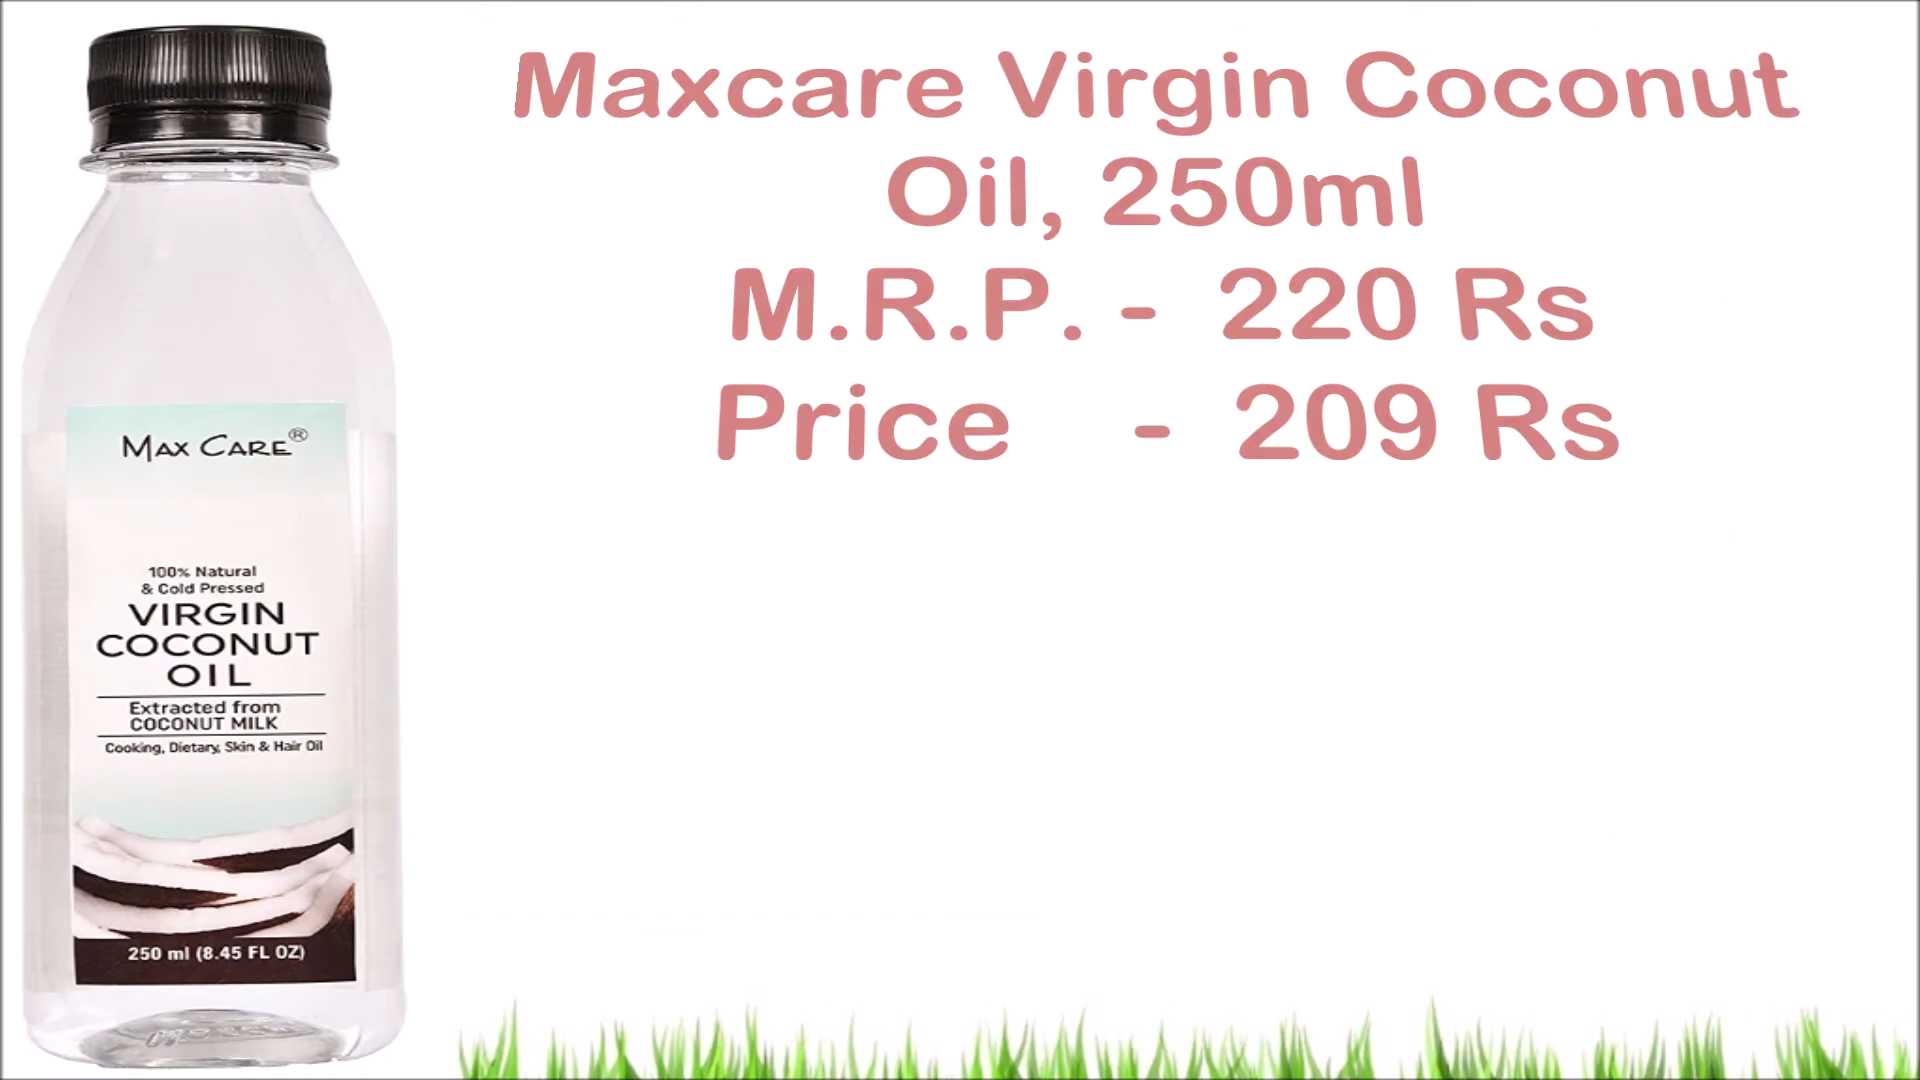 Maxcare Virgin Coconut
Oil, 250ml
M.R.P. - 220 Rs
Price - 209 Rs
MAX CARE®
100% Natural
& Cold Pressed
VIRGIN
COCONUT
OIL
Extracted from
COCONUT MILK
Cooking, Dietary, Skin & Hair Oil
250 ml (8.45 FL OZ)